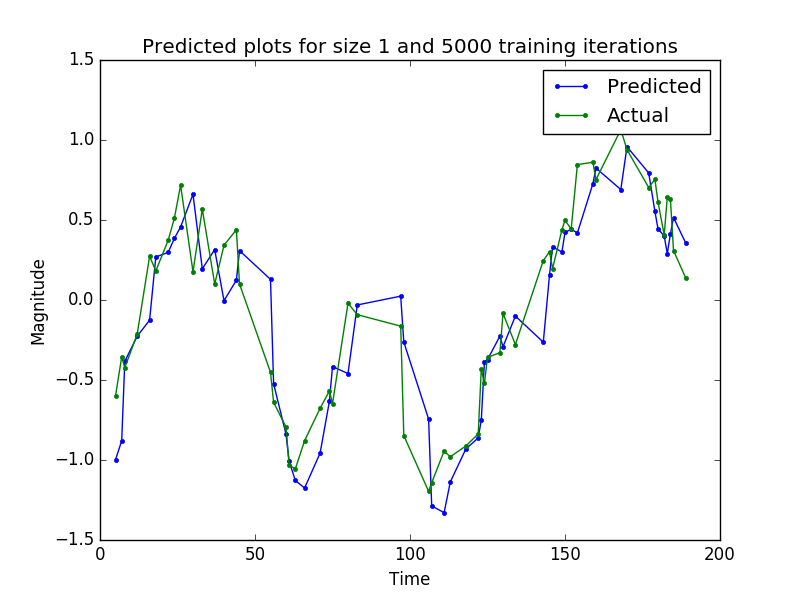 Predicted plots for size 1 and 5000 training iterations
Predicted
Actual
1.5
1.0
0.5
0.0
−0.5
−1.0
−1.5
Magnitude
0 50 100 150 200
Time